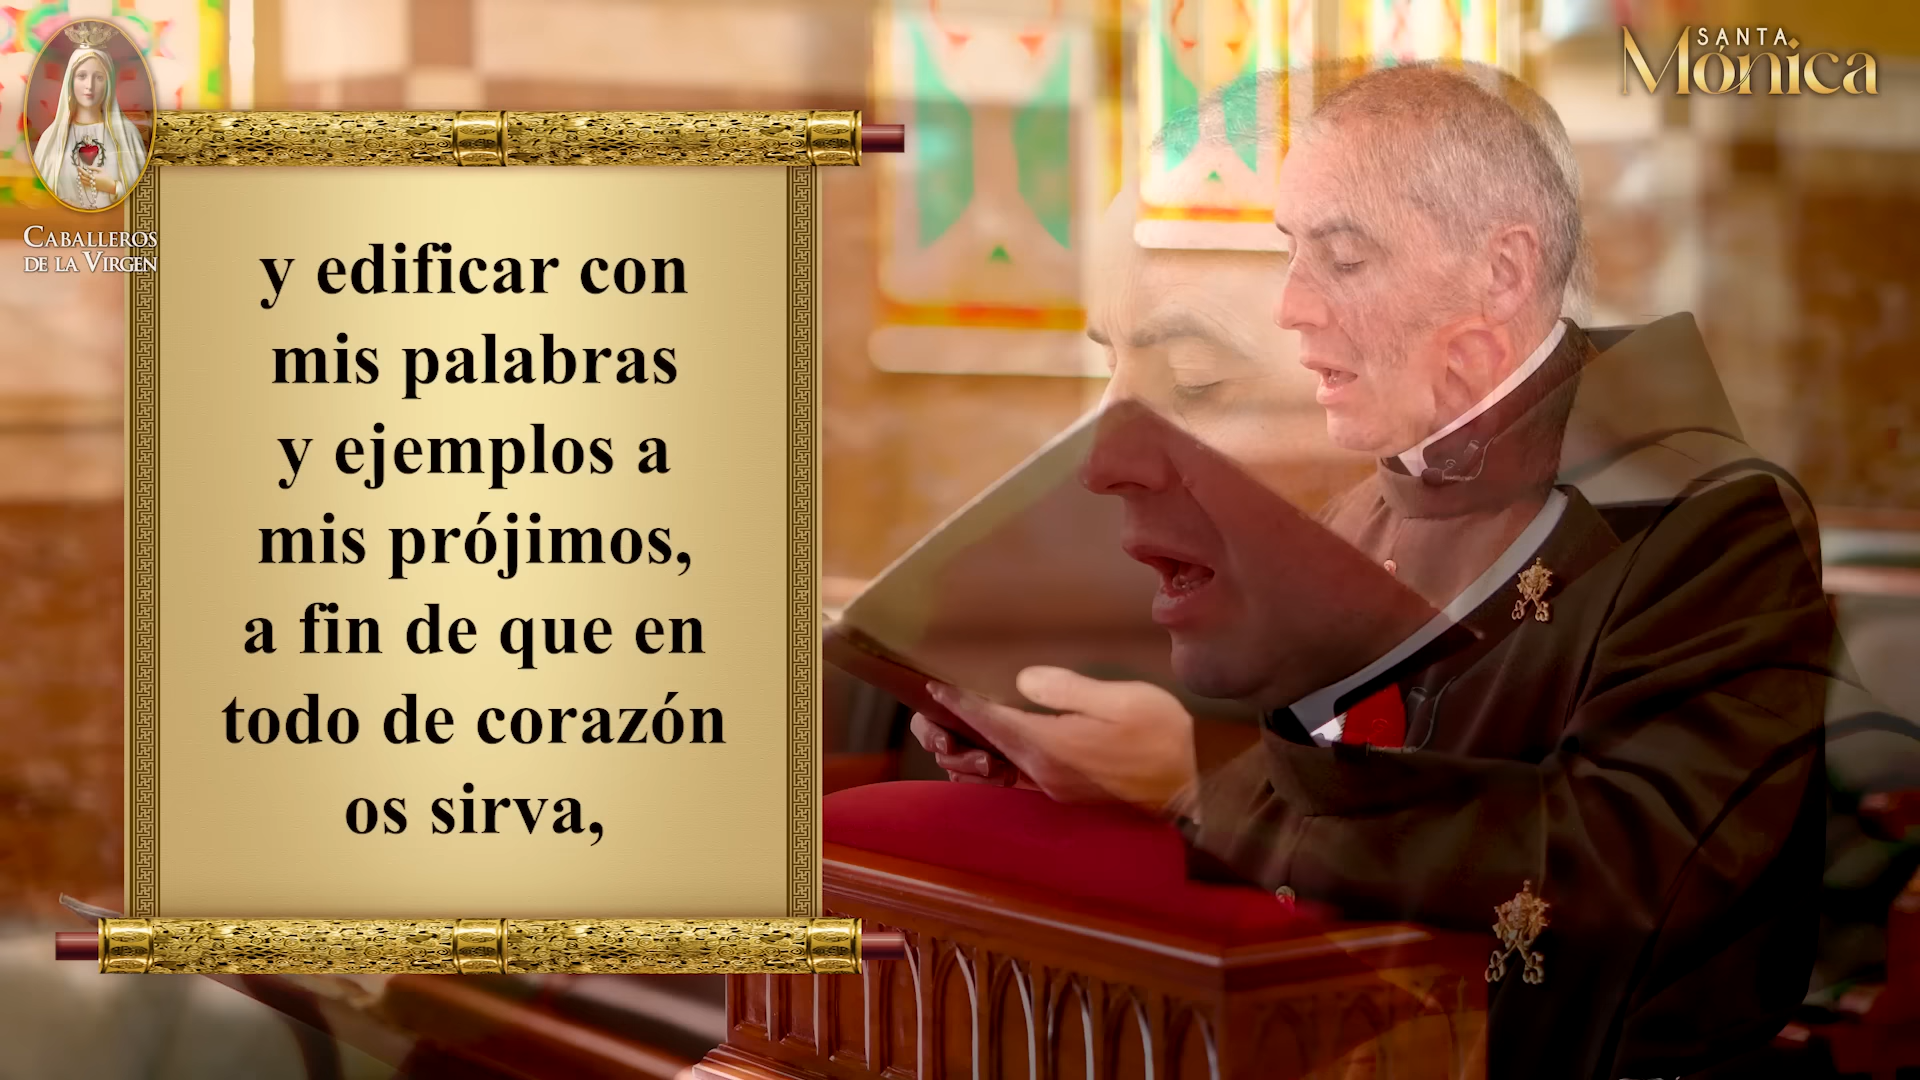 SANTA
Mónica
CABALLEROS
DE LA VIRGEN
y edificar con
mis palabras
y ejemplos a
mis prójimos,
a fin de que en
todo de corazón
os sirva,